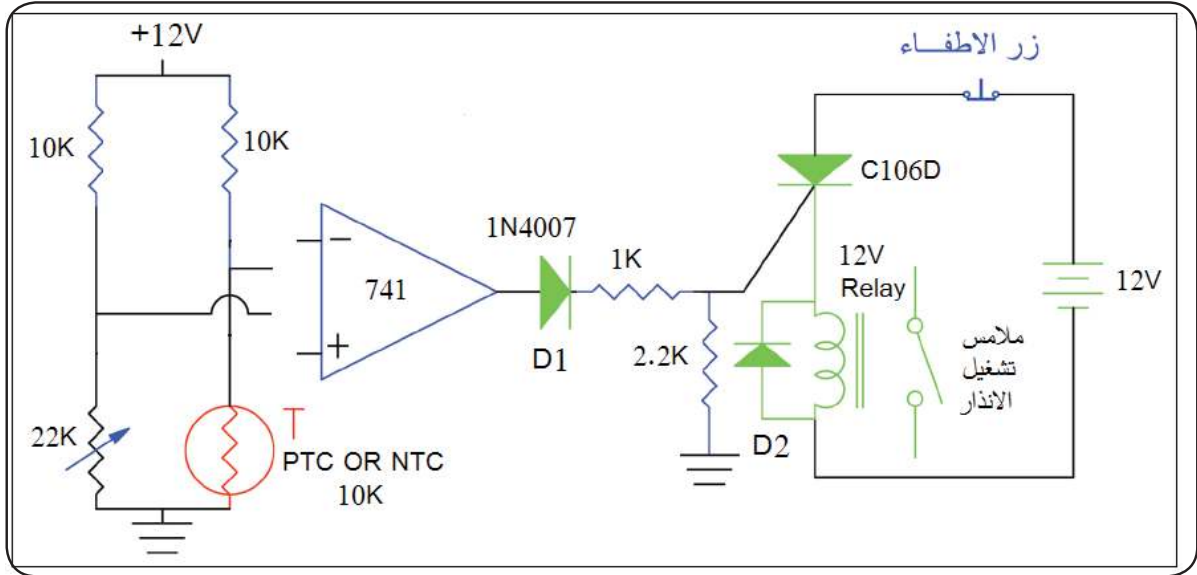 +12V
زر الاطفـــاء
10K
10K
C106D
1N4007
741
1K
12V
Relay
12V
D1
2.2K
ملامس
تشغيل
الانذار
22K
T
PTC OR NTC
10K
D2